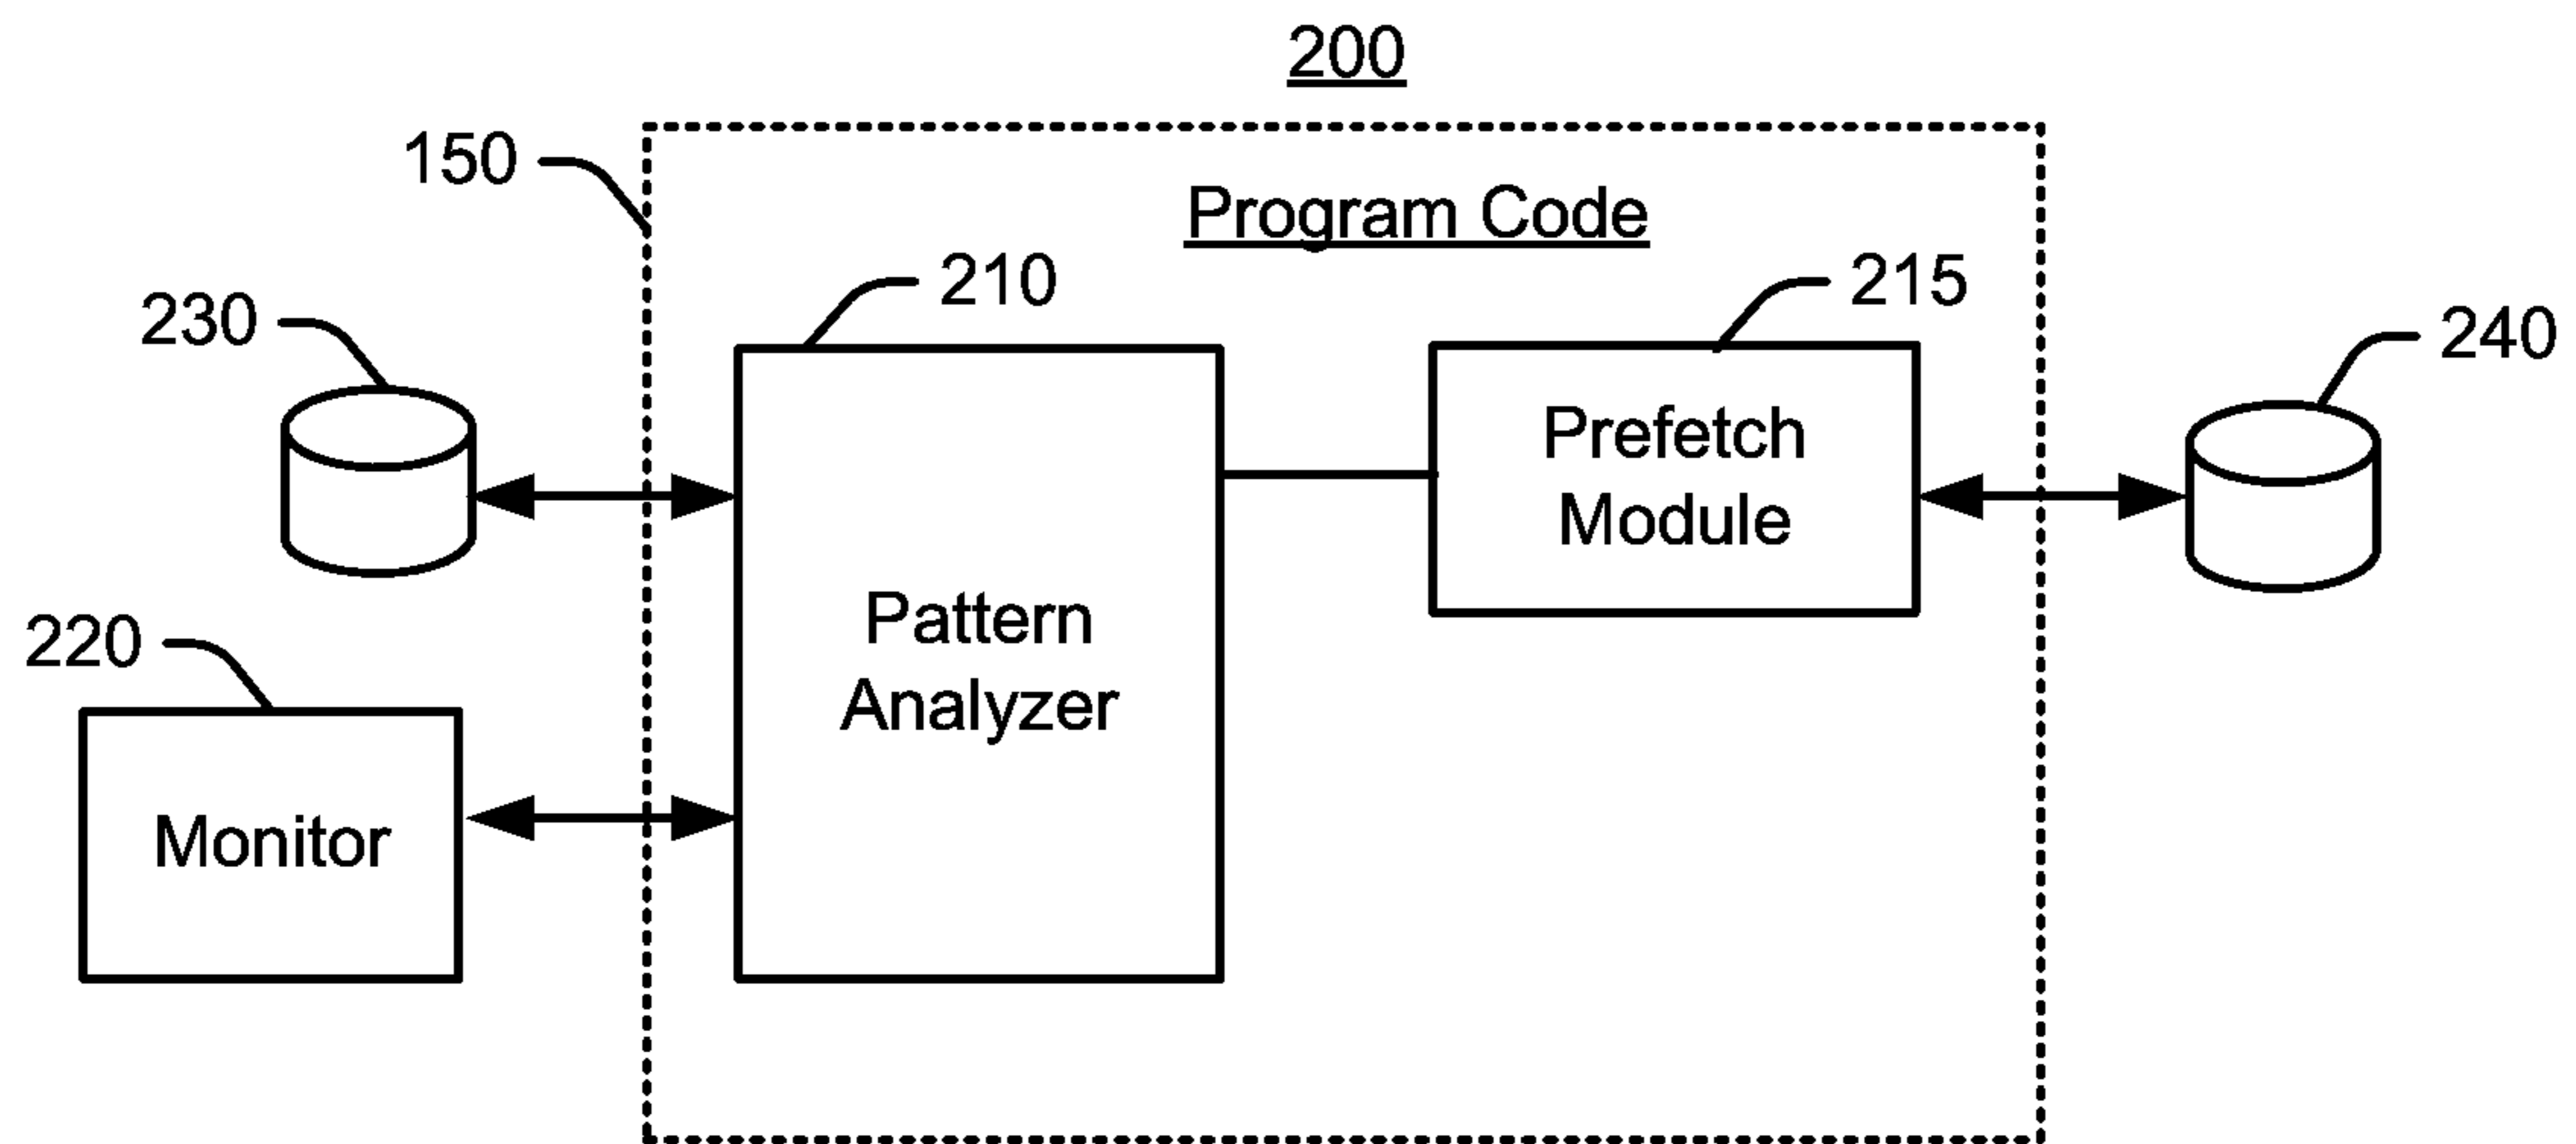 200
150
Program Code
210
215
230
240
Prefetch
Module
Pattern
Analyzer
220
Monitor